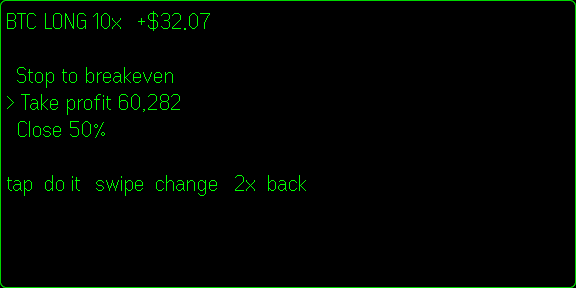 BTC LONG 10x +$32.07
Stop to breakeven
> Take profit 60,282
Close 50%
tap do it swipe change 2x back